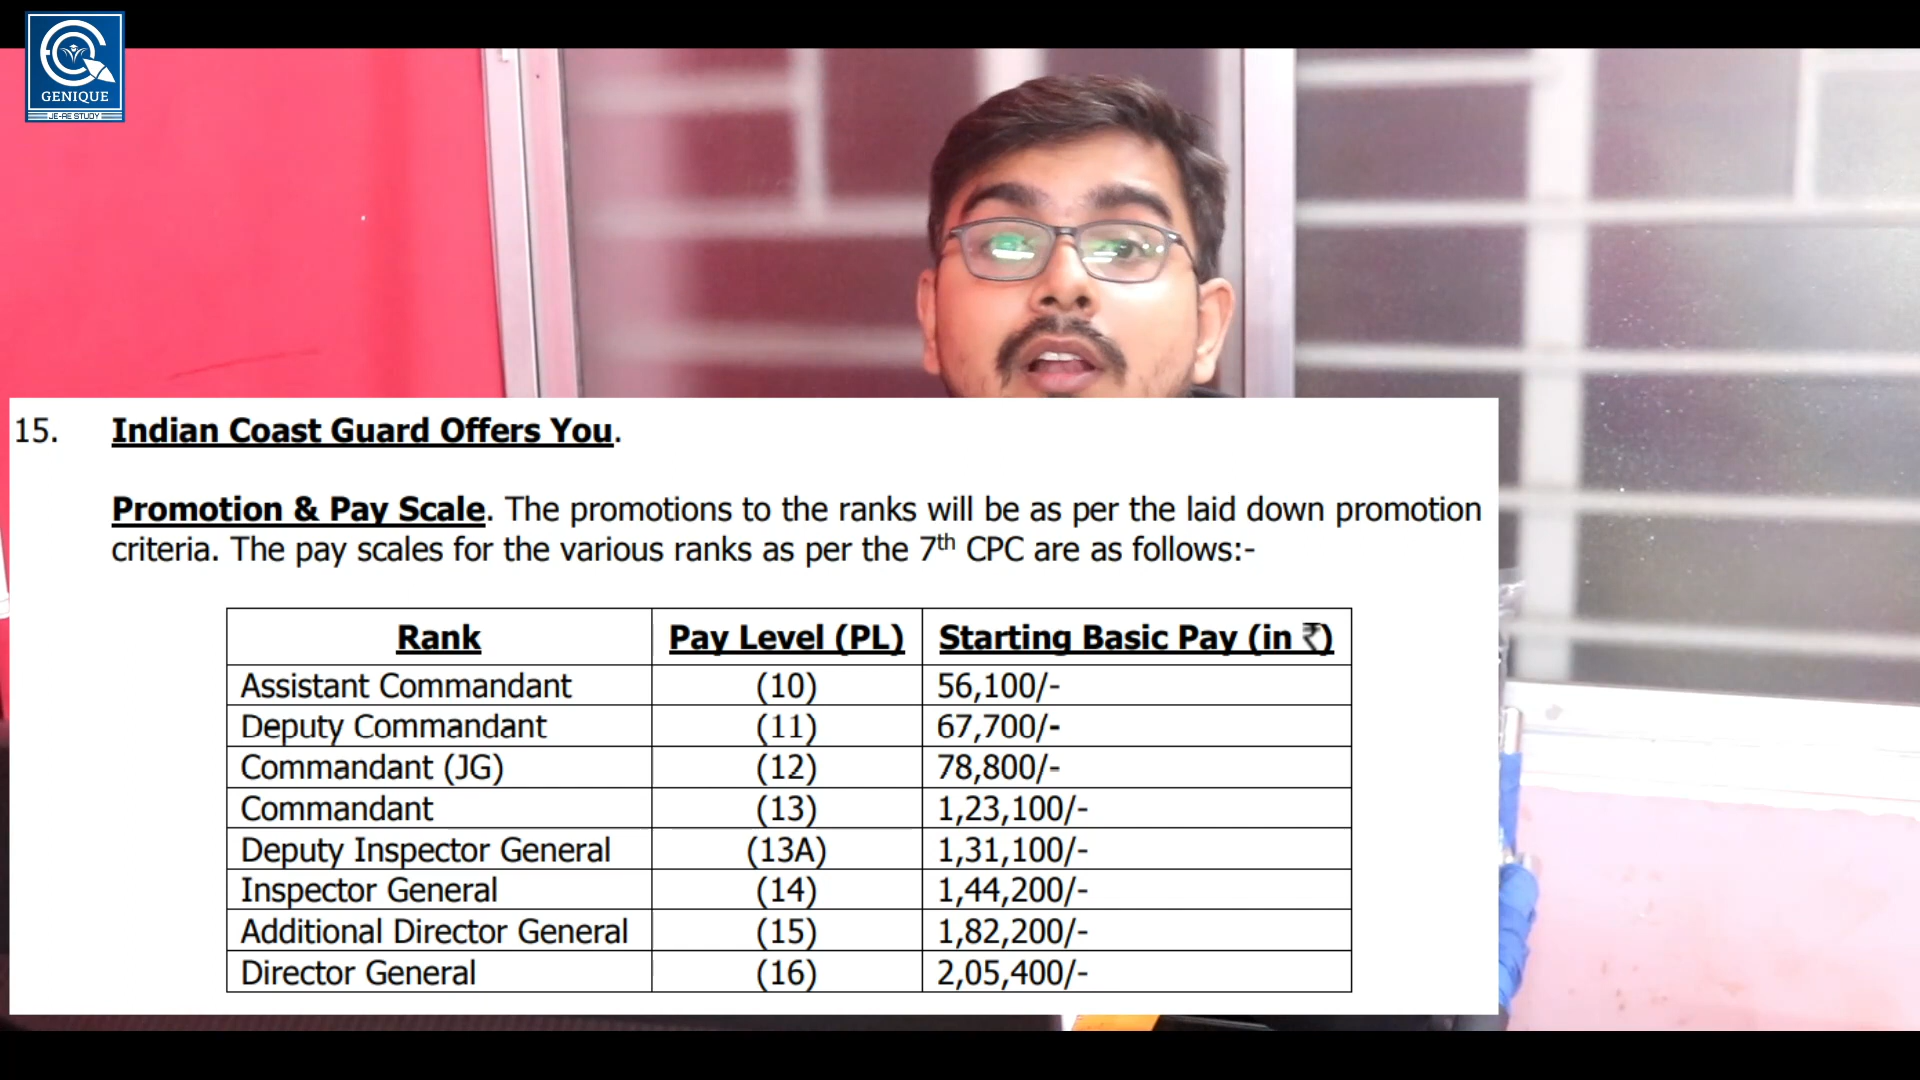 GENIQUE
JE-AE STUDY
15. Indian Coast Guard Offers You.
Promotion & Pay Scale. The promotions to the ranks will be as per the laid down promotion
criteria. The pay scales for the various ranks as per the 7th CPC are as follows:-
Rank Pay Level (PL) Starting Basic Pay (in ₹)
Assistant Commandant (10) 56,100/-
Deputy Commandant (11) 67,700/-
Commandant (JG) (12) 78,800/-
Commandant (13) 1,23,100/-
Deputy Inspector General (13A) 1,31,100/-
Inspector General (14) 1,44,200/-
Additional Director General (15) 1,82,200/-
Director General (16) 2,05,400/-